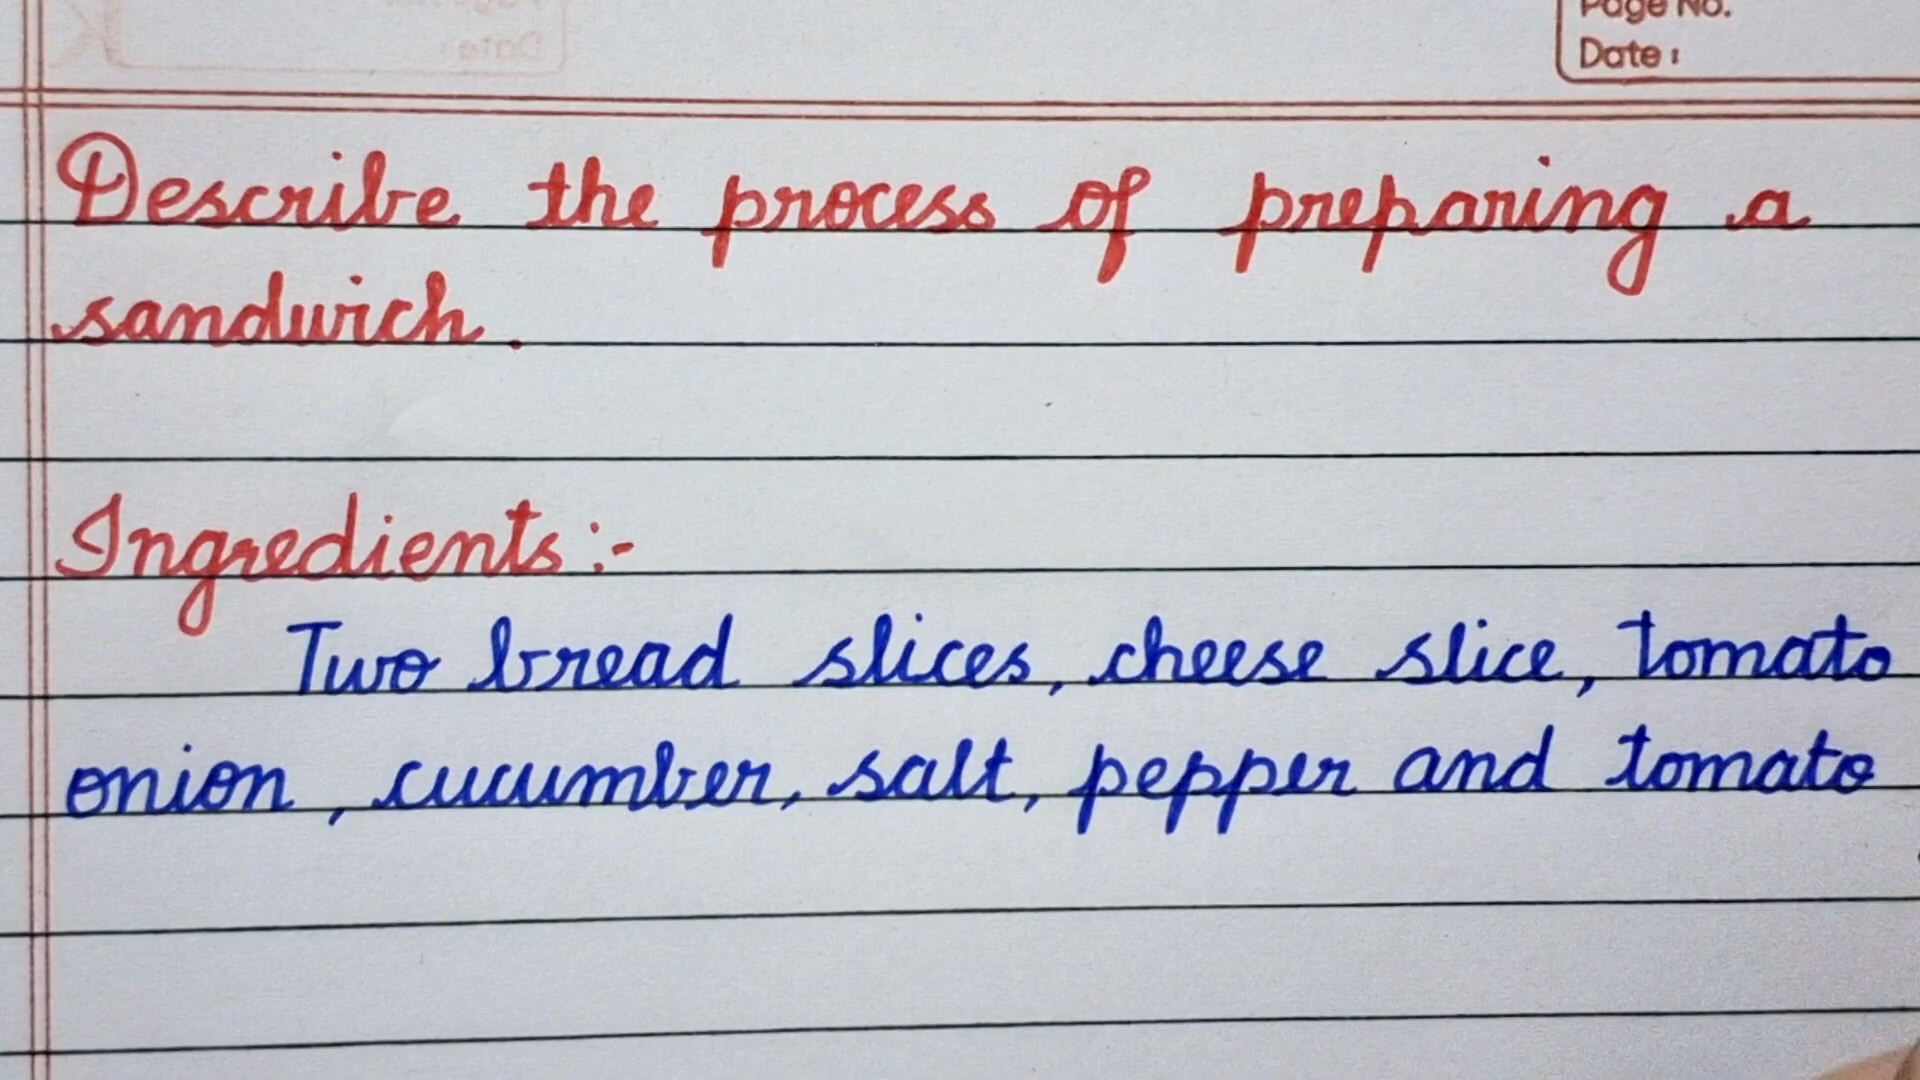 Page No.
Date :
Describe the process of preparing a
sandwich.
Ingredients :-
Two bread slices, cheese slice, tomato
onion, cucumber, salt, pepper and tomato